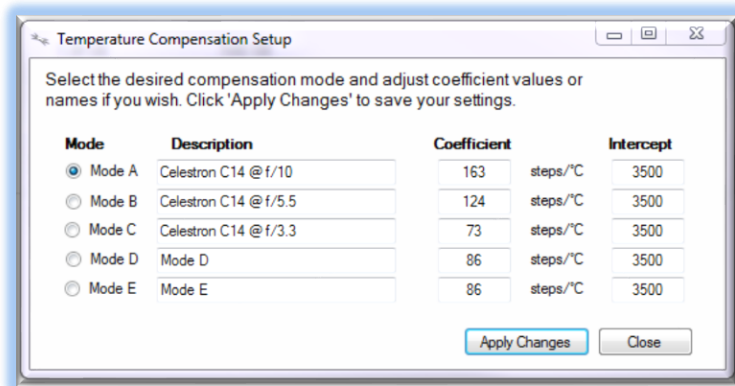 Temperature Compensation Setup
Select the desired compensation mode and adjust coefficient values or
names if you wish. Click 'Apply Changes' to save your settings.
Mode Description Coefficient Intercept
Mode A Celestron C14 @ f/10 163 steps/°C 3500
Mode B Celestron C14 @ f/5.5 124 steps/°C 3500
Mode C Celestron C14 @ f/3.3 73 steps/°C 3500
Mode D Mode D 86 steps/°C 3500
Mode E Mode E 86 steps/°C 3500
Apply Changes Close